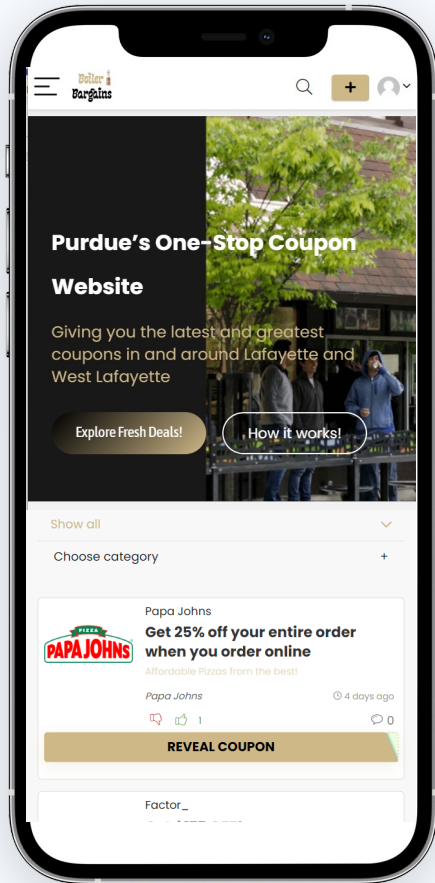 Boiler
Bargains
+
Purdue's One-Stop Coupon
Website
Giving you the latest and greatest
coupons in and around Lafayette and
West Lafayette
Explore Fresh Deals!
How it works!
Show all
Choose category
+
Papa Johns
PIZZA
PAPA JOHNS
Get 25% off your entire order
when you order online
Affordable Pizzas from the best!
Papa Johns
4 days ago
1
0
REVEAL COUPON
Factor_